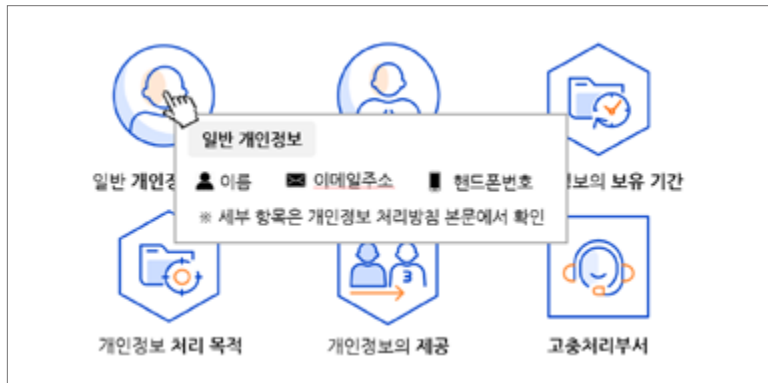 일반 개인정보
이름 이메일주소 핸드폰번호
※ 세부 항목은 개인정보 처리방침 본문에서 확인
일반 개인정
보의 보유 기간
3
개인정보 처리 목적
개인정보의 제공
고충처리부서